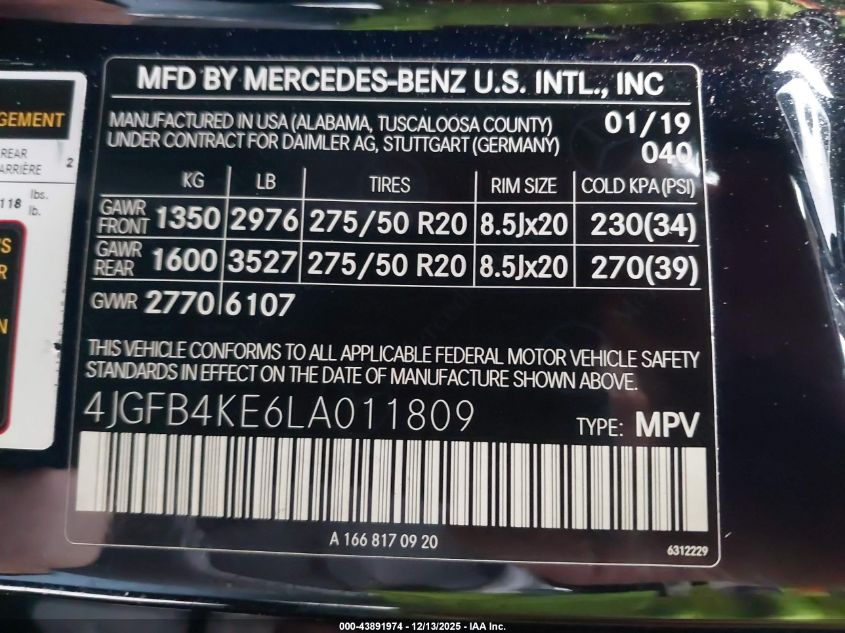 GEMENT
REAR
ARRIÈRE 2
118 lbs.
lb.
MFD BY MERCEDES-BENZ U.S. INTL., INC
MANUFACTURED IN USA (ALABAMA, TUSCALOOSA COUNTY) 01/19
UNDER CONTRACT FOR DAIMLER AG, STUTTGART (GERMANY) 040
KG LB TIRES RIM SIZE COLD KPA (PSI)
GAWR FRONT 1350 2976 275/50 R20 8.5Jx20 230(34)
GAWR REAR 1600 3527 275/50 R20 8.5Jx20 270(39)
GVWR 2770 6107
THIS VEHICLE CONFORMS TO ALL APPLICABLE FEDERAL MOTOR VEHICLE SAFETY
STANDARDS IN EFFECT ON THE DATE OF MANUFACTURE SHOWN ABOVE.
4JGFB4KE6LA011809 TYPE: MPV
A 166 817 09 20
6312229
000-43891974 - 12/13/2025 - IAA Inc.